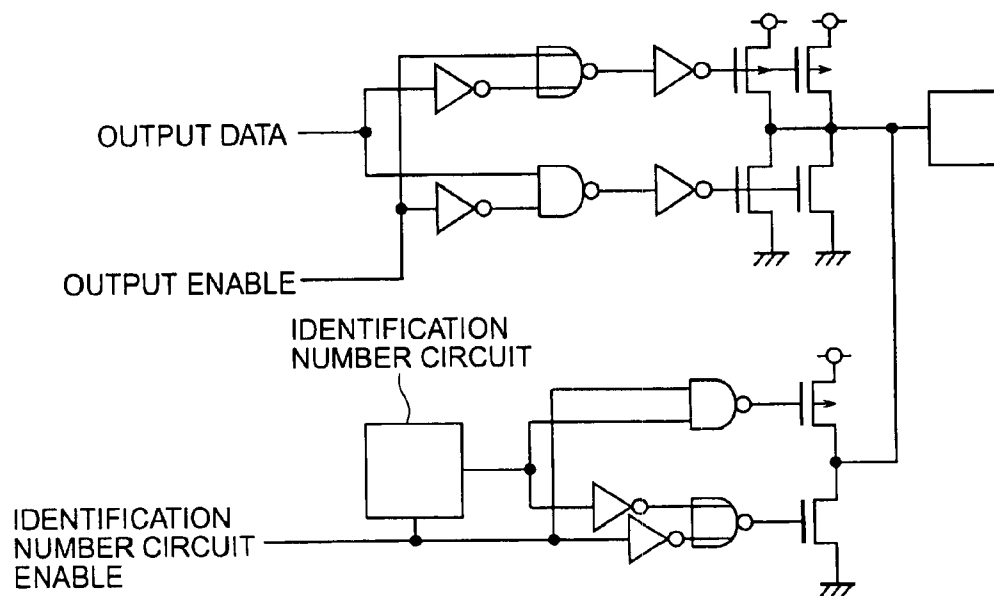 OUTPUT DATA
OUTPUT ENABLE
IDENTIFICATION
NUMBER CIRCUIT
IDENTIFICATION
NUMBER CIRCUIT
ENABLE